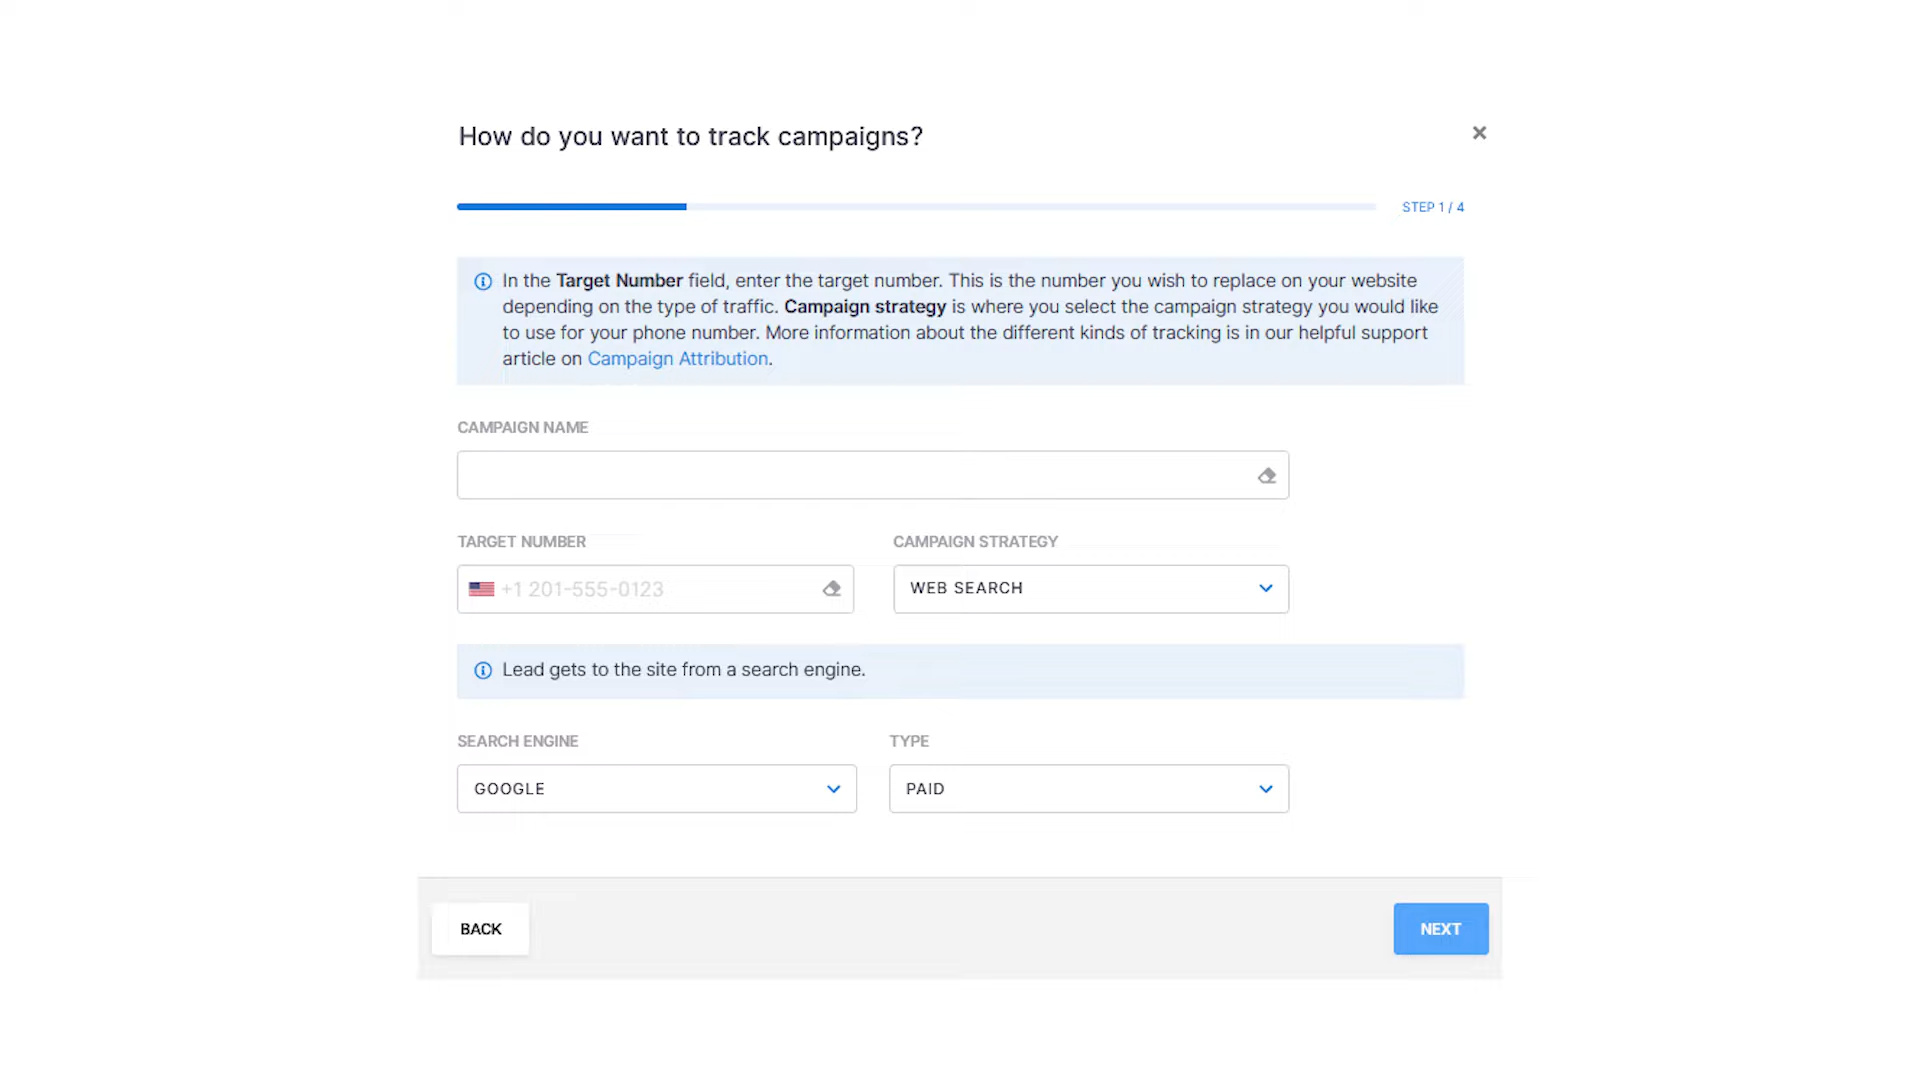 How do you want to track campaigns?
STEP 1 / 4
In the Target Number field, enter the target number. This is the number you wish to replace on your website
depending on the type of traffic. Campaign strategy is where you select the campaign strategy you would like
to use for your phone number. More information about the different kinds of tracking is in our helpful support
article on Campaign Attribution.
CAMPAIGN NAME
TARGET NUMBER
CAMPAIGN STRATEGY
+1 201-555-0123
WEB SEARCH
Lead gets to the site from a search engine.
SEARCH ENGINE
TYPE
GOOGLE
PAID
BACK
NEXT